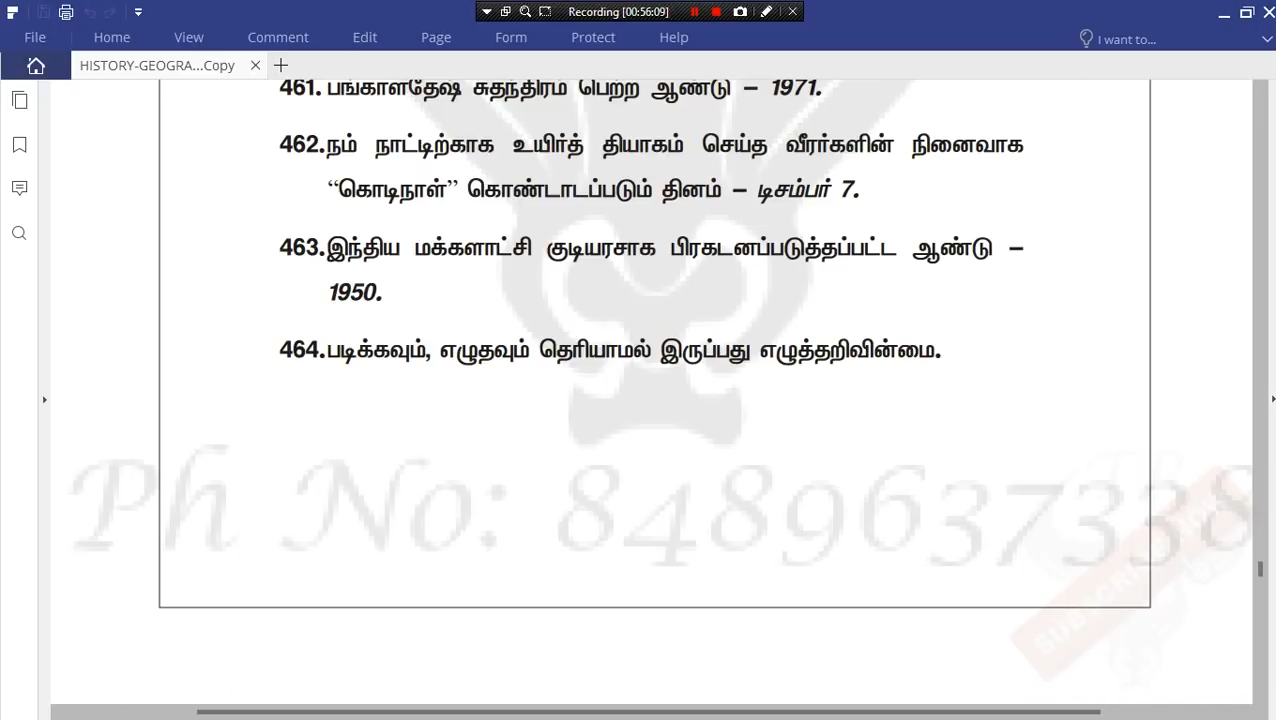 Recording [00:56:09]
File Home View Comment Edit Page Form Protect Help I want to...
HISTORY-GEOGRA...Copy
461. பங்காளதேஷ் சுதந்திரம் பெற்ற ஆண்டு – 1971.
462. நம் நாட்டிற்காக உயிர்த் தியாகம் செய்த வீரர்களின் நினைவாக
“கொடிநாள்” கொண்டாடப்படும் தினம் – டிசம்பர் 7.
463. இந்திய மக்களாட்சி குடியரசாக பிரகடனப்படுத்தப்பட்ட ஆண்டு –
1950.
464. படிக்கவும், எழுதவும் தெரியாமல் இருப்பது எழுத்தறிவின்மை.
Ph No: 8489637338